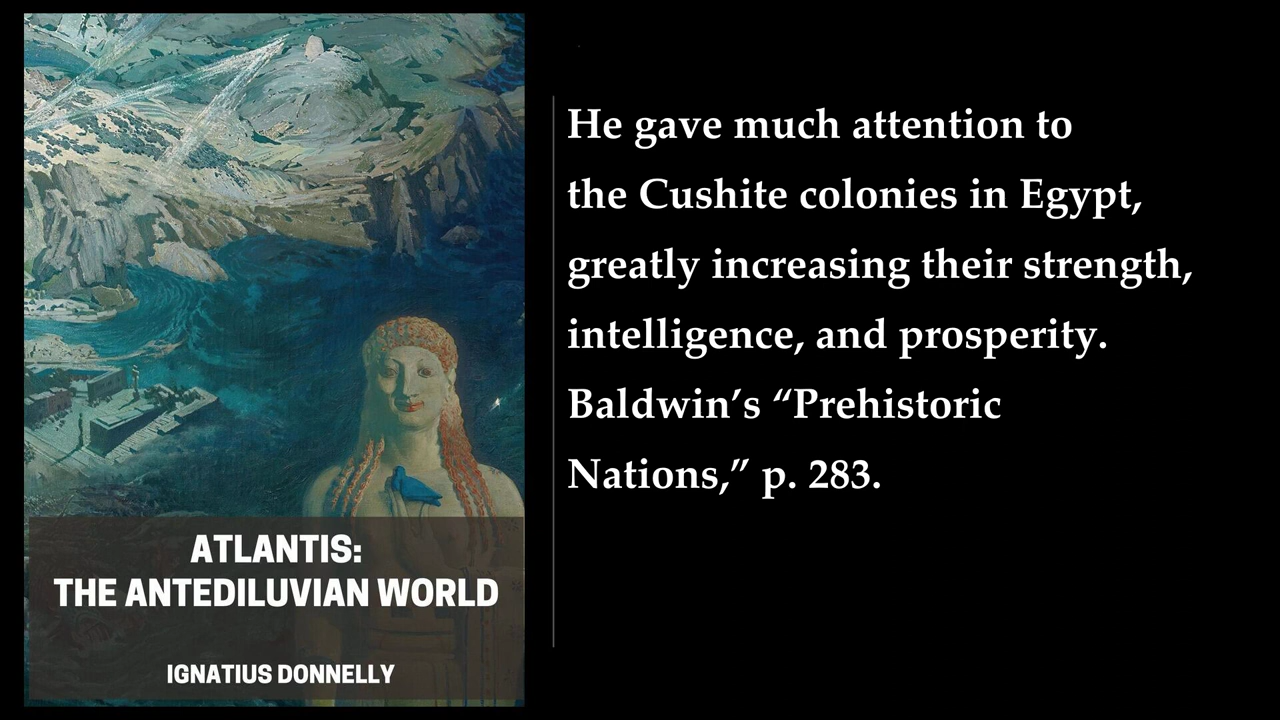 He gave much attention to
the Cushite colonies in Egypt,
greatly increasing their strength,
intelligence, and prosperity.
Baldwin’s “Prehistoric
Nations,” p. 283.
ATLANTIS:
THE ANTEDILUVIAN WORLD
IGNATIUS DONNELLY